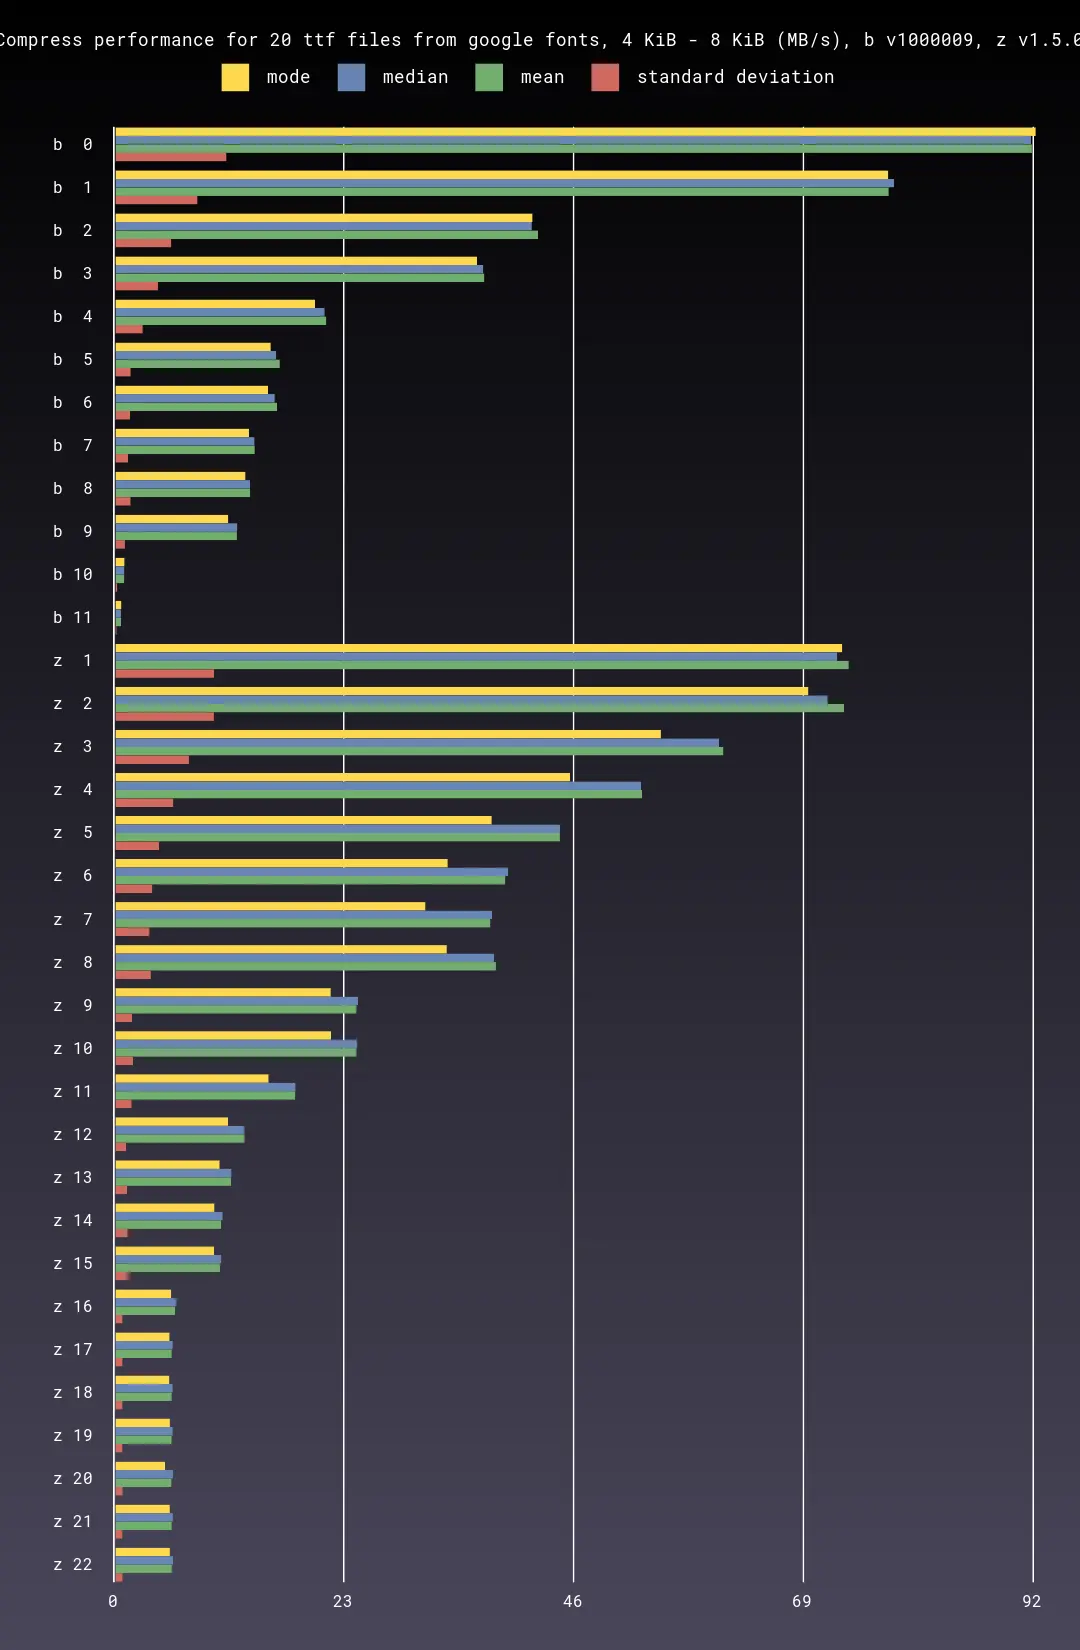 Compress performance for 20 ttf files from google fonts, 4 KiB - 8 KiB (MB/s), b v1000009, z v1.5.0
mode median mean standard deviation
b 0
b 1
b 2
b 3
b 4
b 5
b 6
b 7
b 8
b 9
b 10
b 11
z 1
z 2
z 3
z 4
z 5
z 6
z 7
z 8
z 9
z 10
z 11
z 12
z 13
z 14
z 15
z 16
z 17
z 18
z 19
z 20
z 21
z 22
0 23 46 69 92